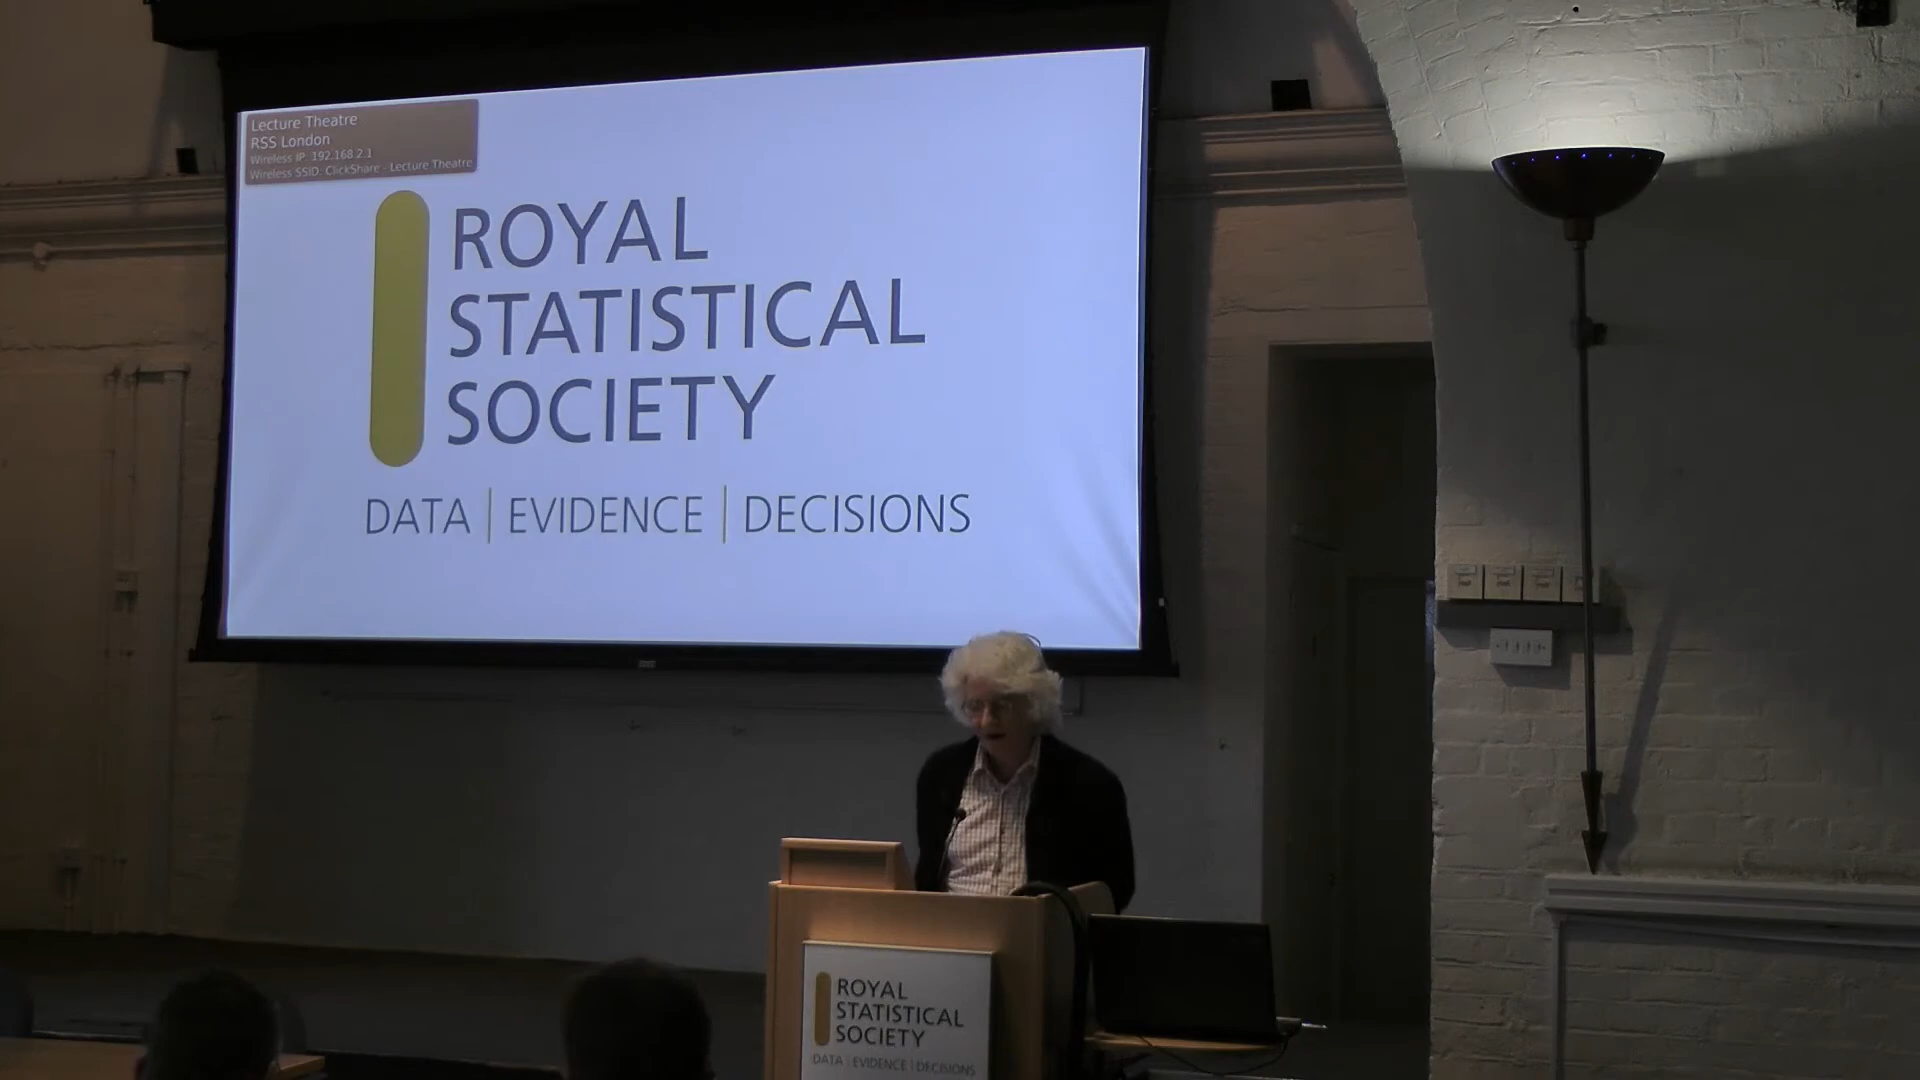 Lecture Theatre
RSS London
Wireless IP: 192.168.2.1
Wireless SSID: ClickShare - Lecture Theatre
ROYAL
STATISTICAL
SOCIETY
DATA | EVIDENCE | DECISIONS
ROYAL
STATISTICAL
SOCIETY
DATA | EVIDENCE | DECISIONS